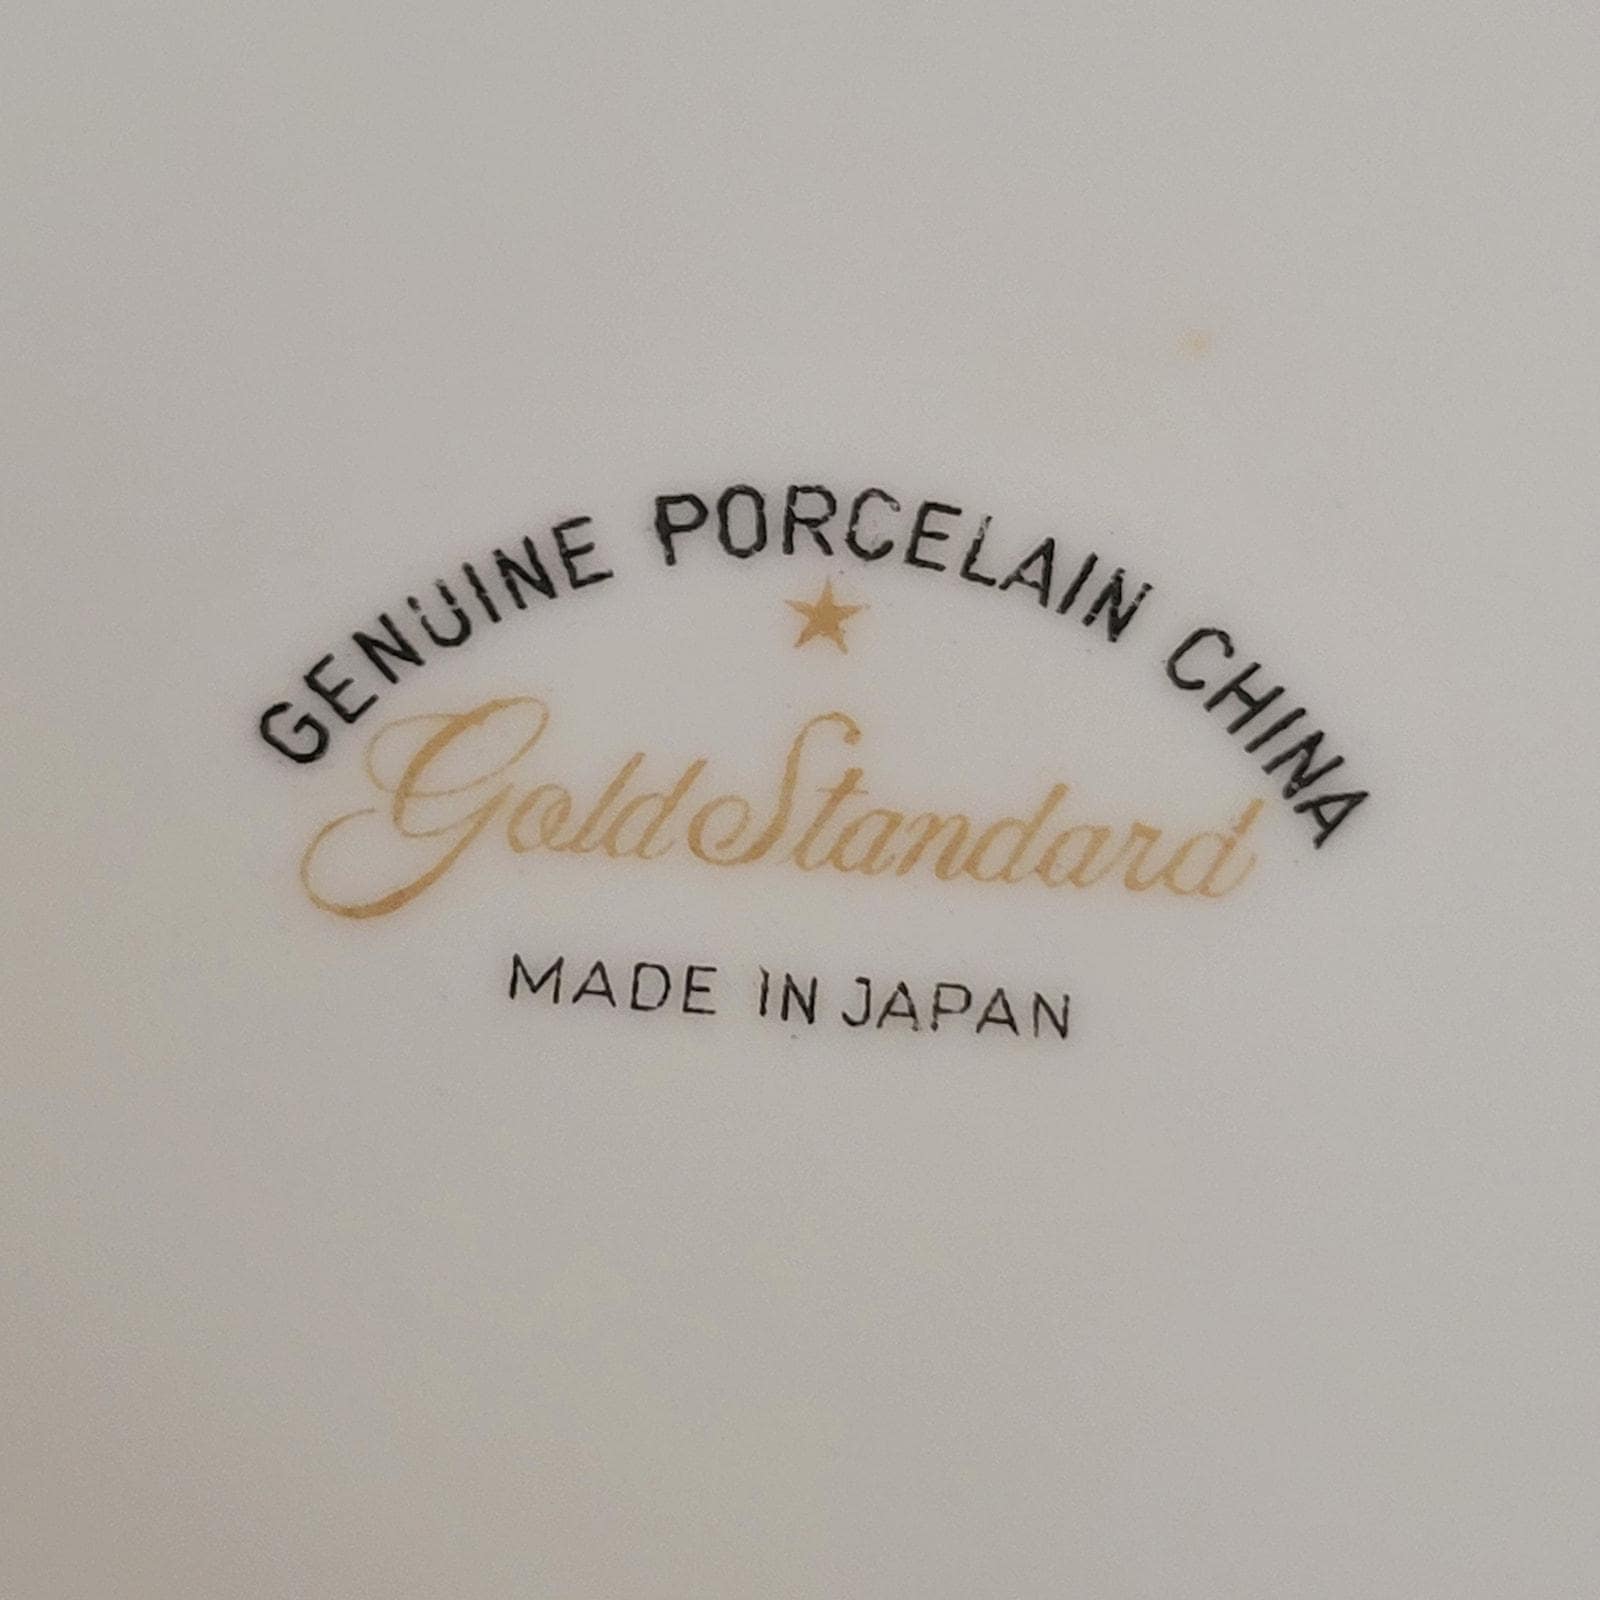 GENUINE PORCELAIN CHINA
Gold Standard
MADE IN JAPAN